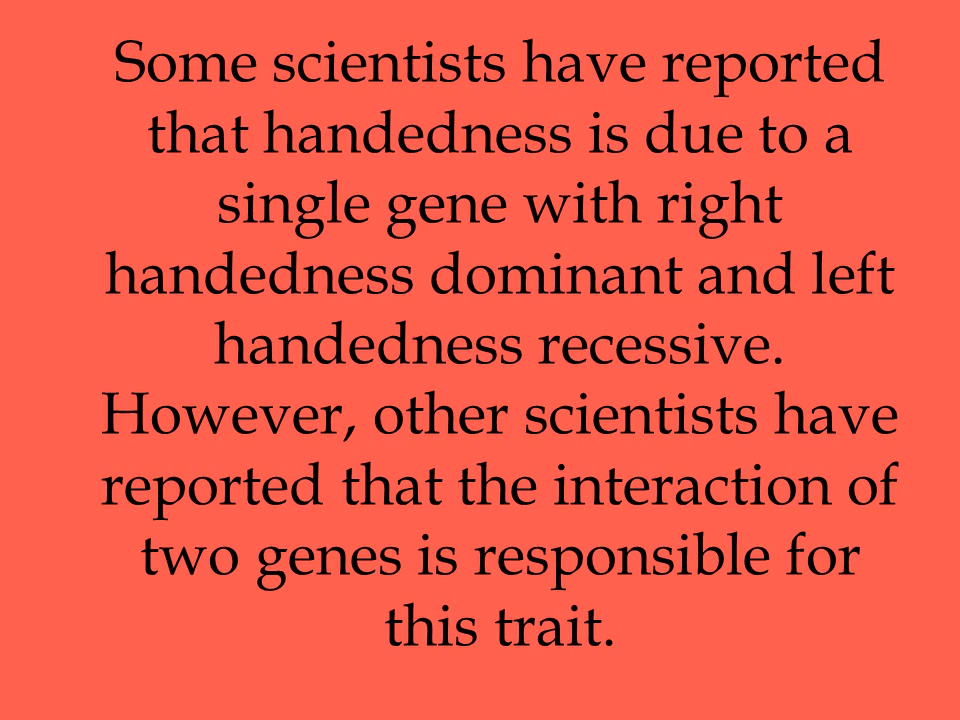 Some scientists have reported
that handedness is due to a
single gene with right
handedness dominant and left
handedness recessive.
However, other scientists have
reported that the interaction of
two genes is responsible for
this trait.